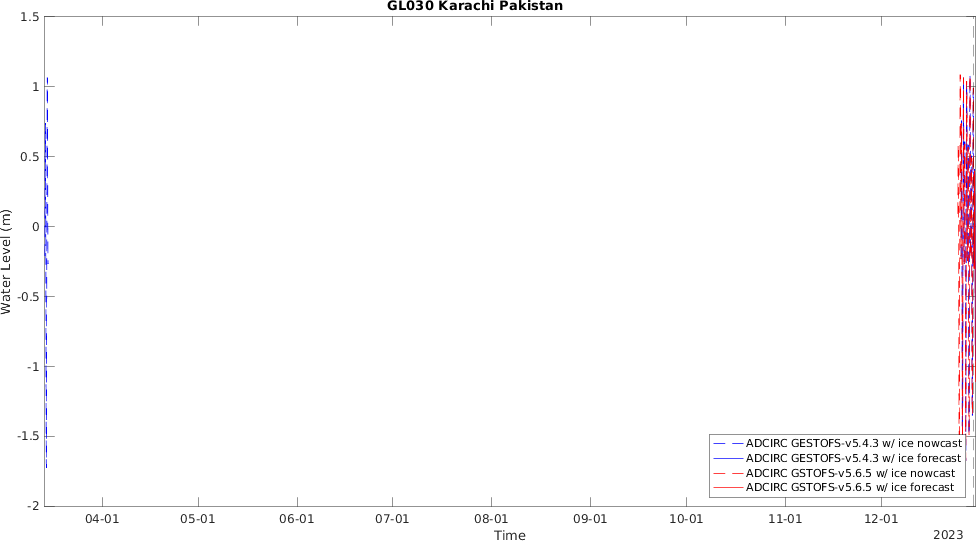 GL030 Karachi Pakistan
1.5
1
0.5
0
-0.5
-1
-1.5
-2
Water Level (m)
ADCIRC GESTOFS-v5.4.3 w/ ice nowcast
ADCIRC GESTOFS-v5.4.3 w/ ice forecast
ADCIRC GSTOFS-v5.6.5 w/ ice nowcast
ADCIRC GSTOFS-v5.6.5 w/ ice forecast
04-01 05-01 06-01 07-01 08-01 09-01 10-01 11-01 12-01
Time
2023